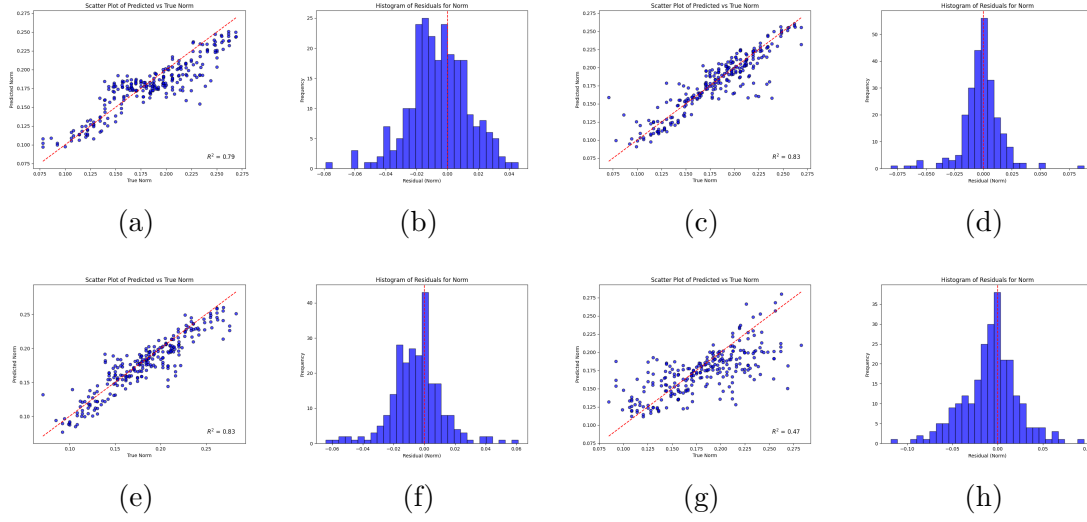 Scatter Plot of Predicted vs True Norm
Predicted Norm
0.275
0.250
0.225
0.200
0.175
0.150
0.125
0.100
0.075
R² = 0.79
0.075 0.100 0.125 0.150 0.175 0.200 0.225 0.250 0.275
True Norm
(a)
Histogram of Residuals for Norm
Frequency
25
20
15
10
5
0
−0.08 −0.06 −0.04 −0.02 0.00 0.02 0.04
Residual (Norm)
(b)
Scatter Plot of Predicted vs True Norm
Predicted Norm
0.275
0.250
0.225
0.200
0.175
0.150
0.125
0.100
0.075
R² = 0.83
0.075 0.100 0.125 0.150 0.175 0.200 0.225 0.250 0.275
True Norm
(c)
Histogram of Residuals for Norm
Frequency
50
40
30
20
10
0
−0.075 −0.050 −0.025 0.000 0.025 0.050 0.075
Residual (Norm)
(d)
Scatter Plot of Predicted vs True Norm
Predicted Norm
0.25
0.20
0.15
0.10
R² = 0.83
0.10 0.15 0.20 0.25
True Norm
(e)
Histogram of Residuals for Norm
Frequency
40
30
20
10
0
−0.06 −0.04 −0.02 0.00 0.02 0.04 0.06
Residual (Norm)
(f)
Scatter Plot of Predicted vs True Norm
Predicted Norm
0.275
0.250
0.225
0.200
0.175
0.150
0.125
0.100
0.075
R² = 0.47
0.100 0.125 0.150 0.175 0.200 0.225 0.250 0.275
True Norm
(g)
Histogram of Residuals for Norm
Frequency
35
30
25
20
15
10
5
0
−0.10 −0.05 0.00 0.05
Residual (Norm)
(h)